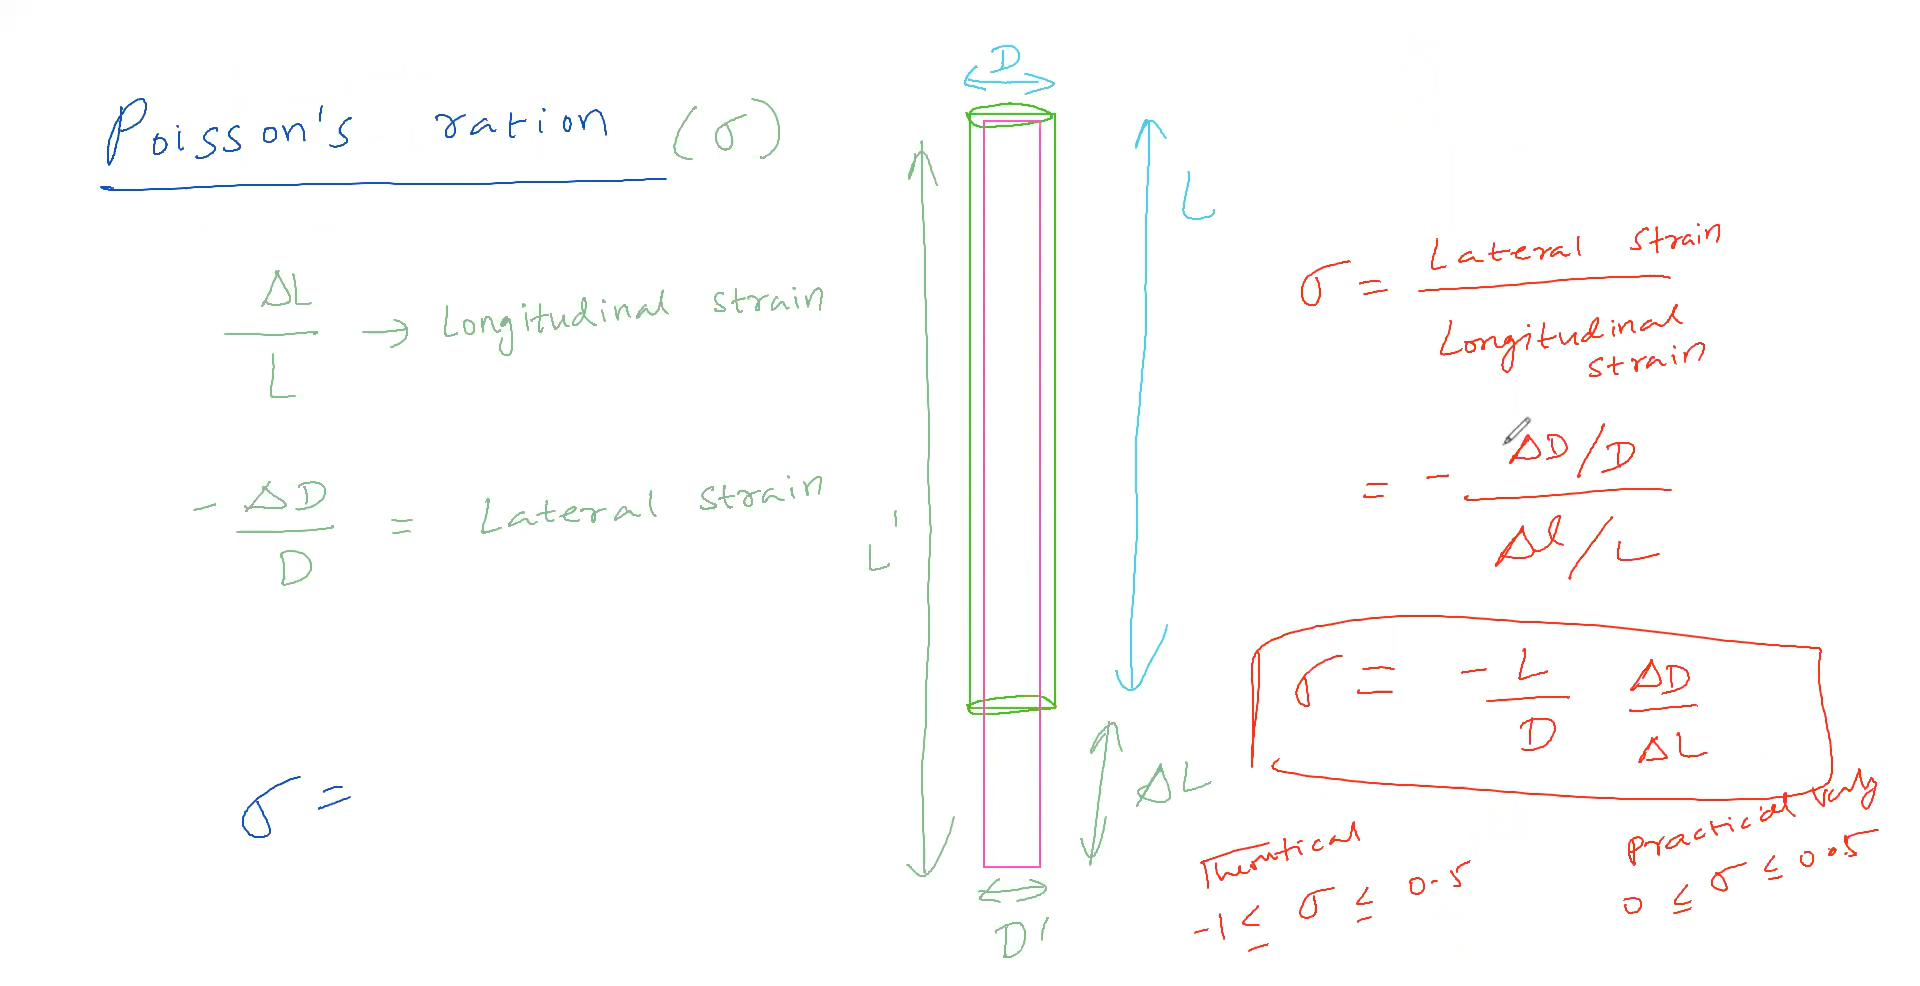 Poisson's ration (σ)
ΔL
L
→ Longitudinal strain
- ΔD
D
= Lateral strain
σ =
D
L
L'
ΔL
D'
σ = Lateral strain
Longitudinal
strain
= - ΔD/D
Δl/L
σ = - L ΔD
D ΔL
Theoretical
-1 ≤ σ ≤ 0.5
Practical
0 ≤ σ ≤ 0.5